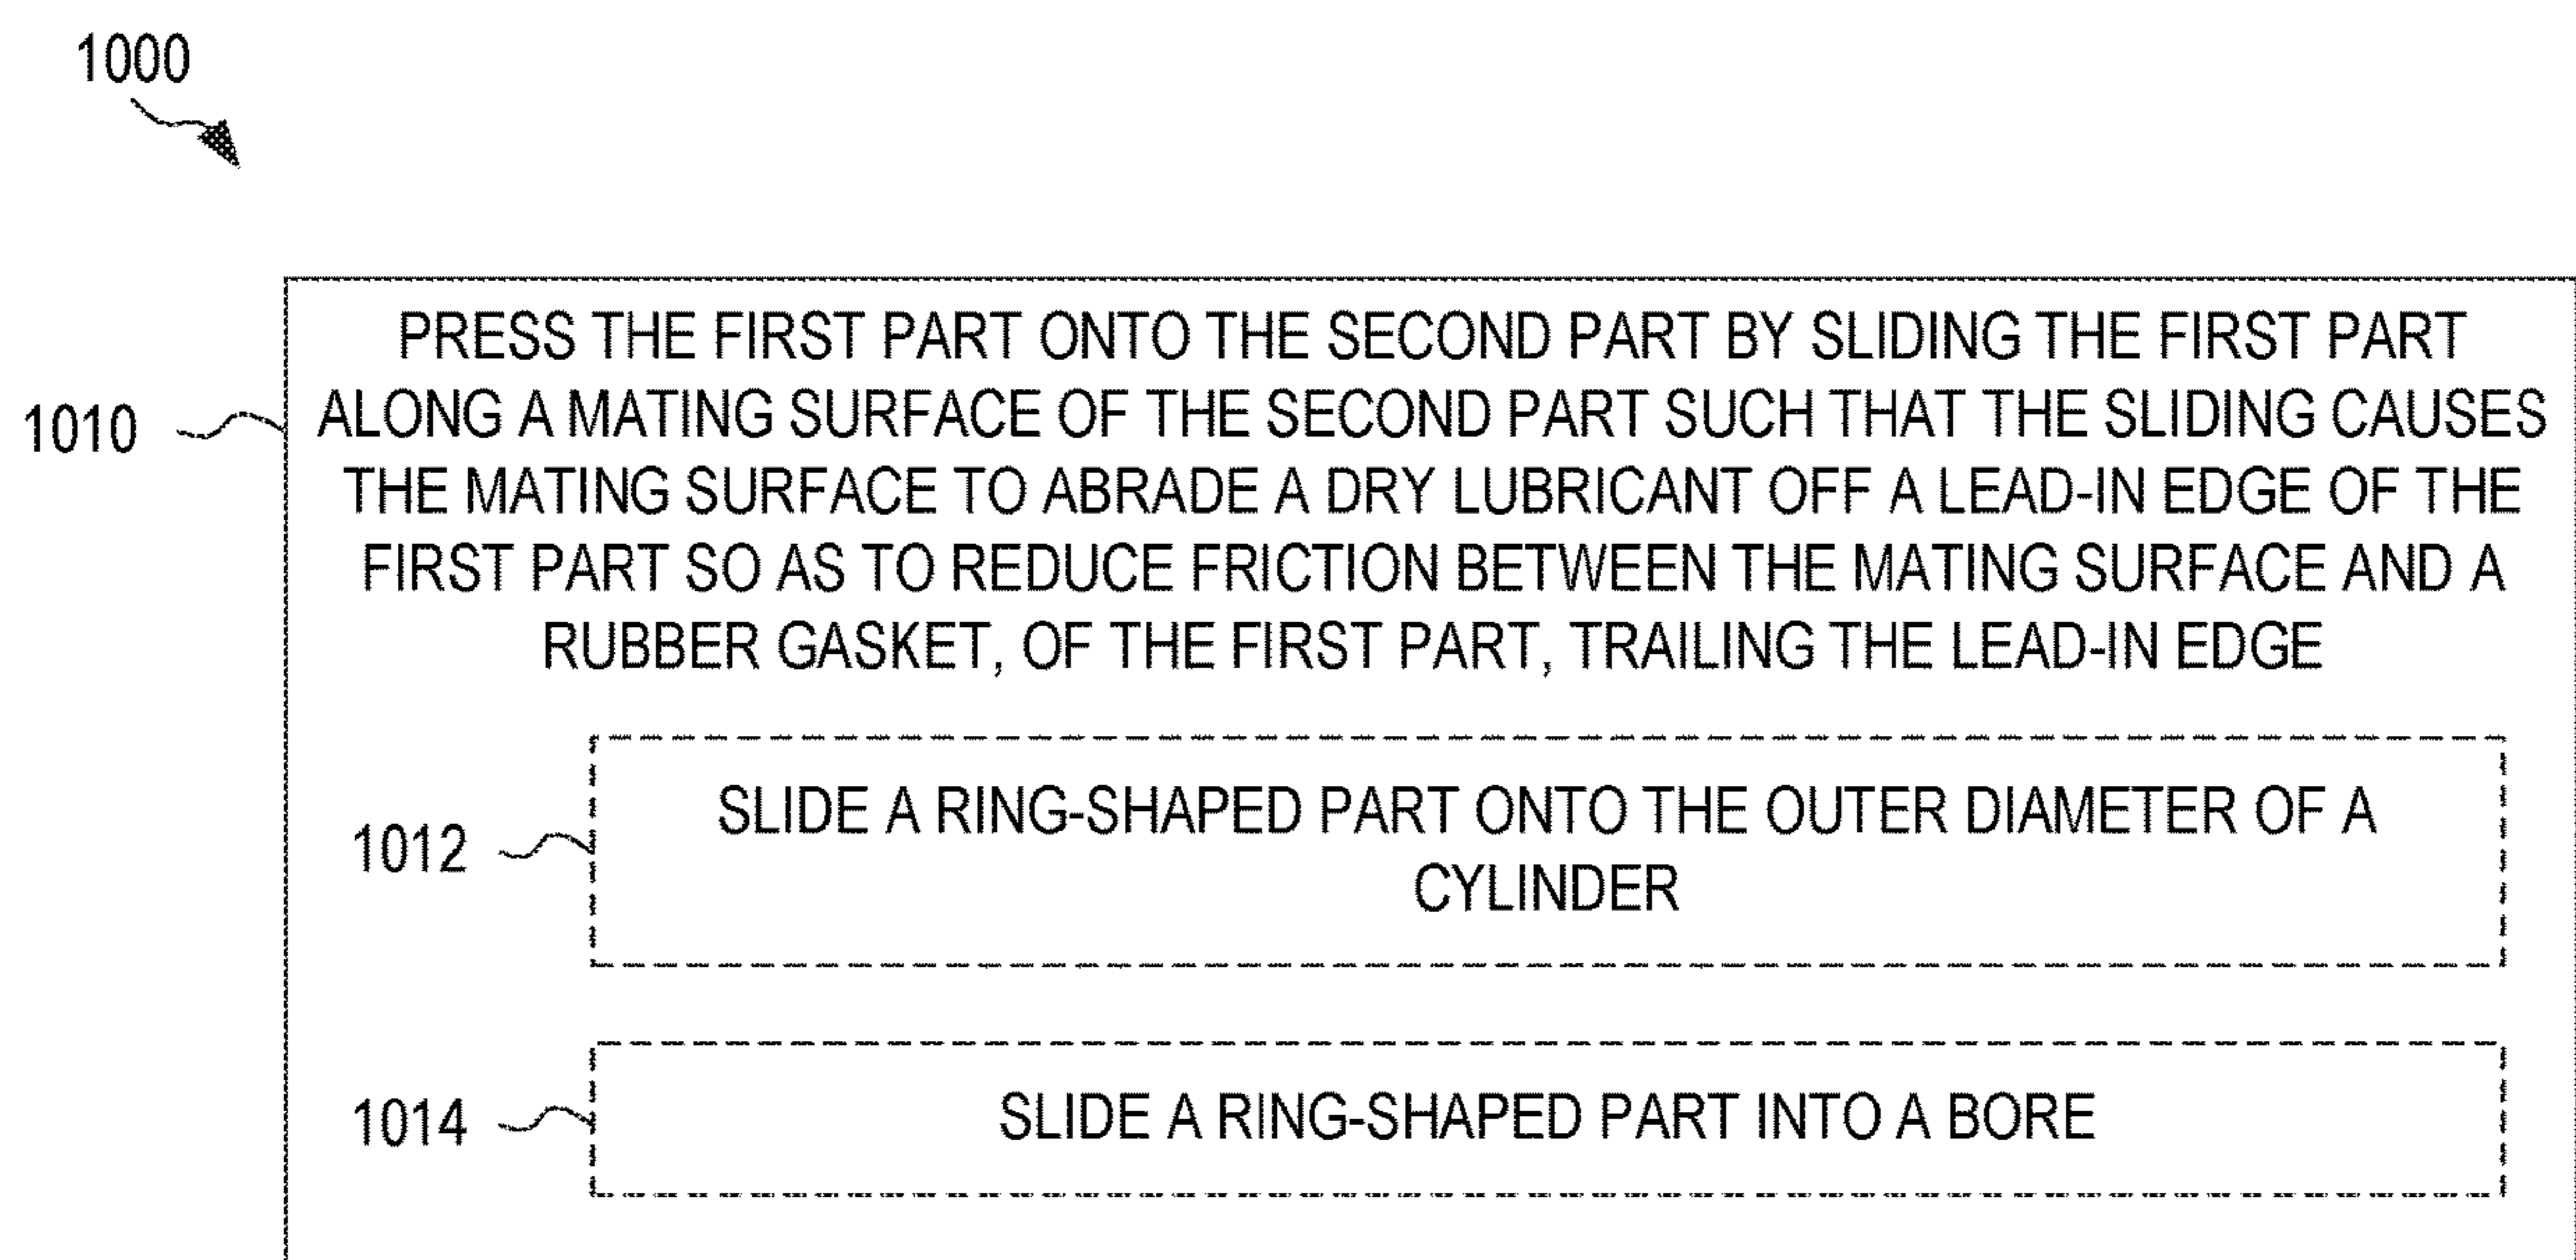 1000
PRESS THE FIRST PART ONTO THE SECOND PART BY SLIDING THE FIRST PART
1010 ALONG A MATING SURFACE OF THE SECOND PART SUCH THAT THE SLIDING CAUSES
THE MATING SURFACE TO ABRADE A DRY LUBRICANT OFF A LEAD-IN EDGE OF THE
FIRST PART SO AS TO REDUCE FRICTION BETWEEN THE MATING SURFACE AND A
RUBBER GASKET, OF THE FIRST PART, TRAILING THE LEAD-IN EDGE
1012 SLIDE A RING-SHAPED PART ONTO THE OUTER DIAMETER OF A
CYLINDER
1014 SLIDE A RING-SHAPED PART INTO A BORE